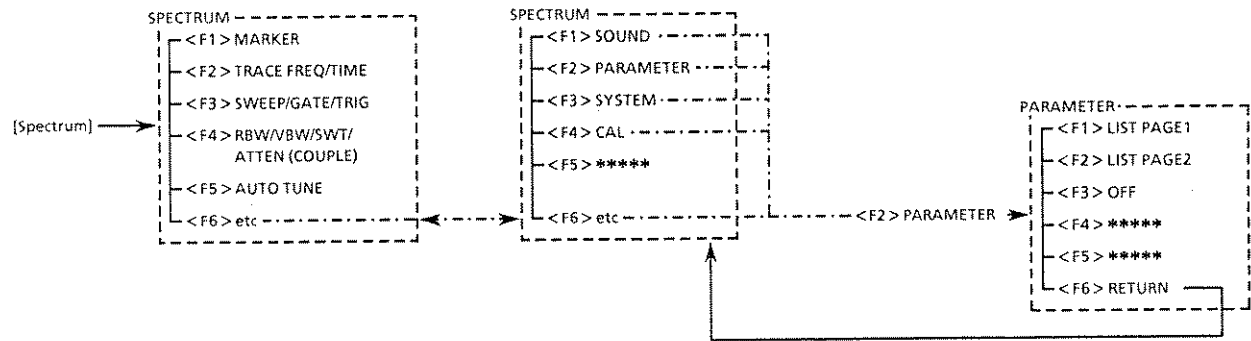 [Spectrum]
SPECTRUM
<F1> MARKER
<F2> TRACE FREQ/TIME
<F3> SWEEP/GATE/TRIG
<F4> RBW/VBW/SWT/
ATTEN (COUPLE)
<F5> AUTO TUNE
<F6> etc
SPECTRUM
<F1> SOUND
<F2> PARAMETER
<F3> SYSTEM
<F4> CAL
<F5> *****
<F6> etc
<F2> PARAMETER
PARAMETER
<F1> LIST PAGE1
<F2> LIST PAGE2
<F3> OFF
<F4> *****
<F5> *****
<F6> RETURN